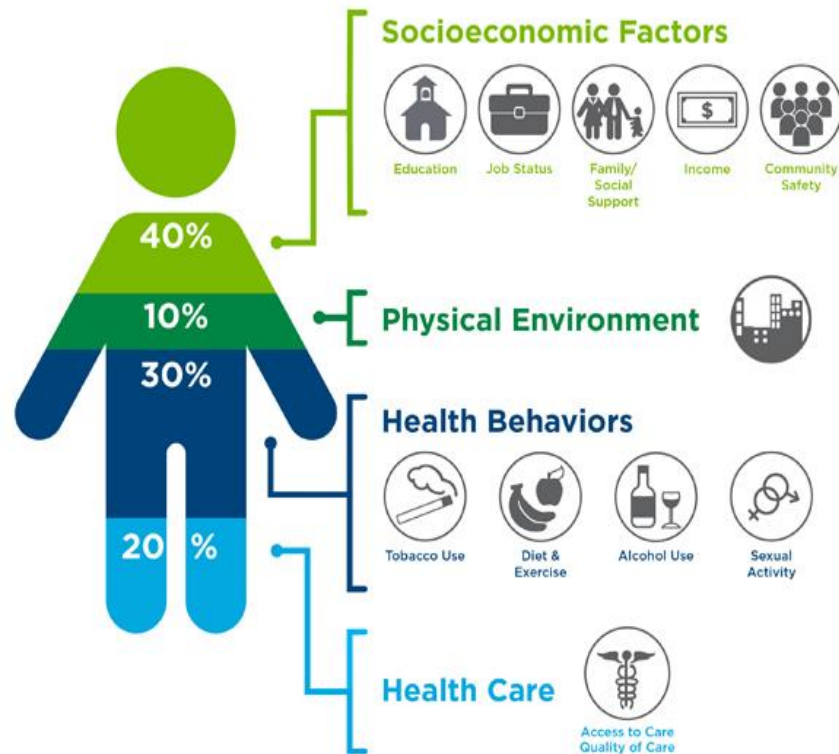 Socioeconomic Factors
$
Education
Job Status
Family/
Social
Support
Income
Community
Safety
40%
10%
Physical Environment
30%
Health Behaviors
Tobacco Use
Diet &
Exercise
Alcohol Use
Sexual
Activity
20 %
Health Care
Access to Care
Quality of Care